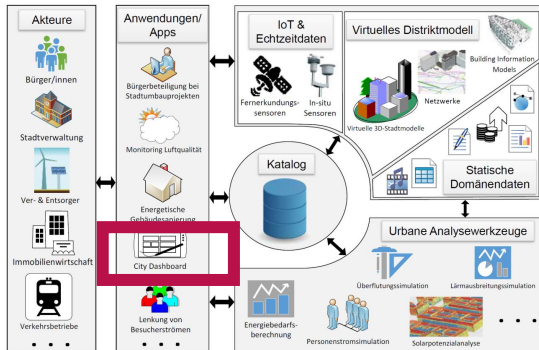 Akteure
Bürger/innen
Stadtverwaltung
Ver- & Entsorger
Immobilienwirtschaft
Verkehrsbetriebe
Anwendungen/
Apps
Bürgerbeteiligung bei
Stadtumbauprojekten
Monitoring Luftqualität
Energetische
Gebäudesanierung
City Dashboard
Lenkung von
Besucherströmen
IoT &
Echtzeitdaten
Fernerkundungs-
sensoren
In-situ
Sensoren
Virtuelles Distriktmodell
Building Information
Models
Netzwerke
Virtuelle 3D-Stadtmodelle
Katalog
Statische
Domänendaten
Urbane Analysewerkzeuge
Überflutungssimulation
Lärmausbreitungssimulation
Energiebedarfs-
berechnung
Personenstromsimulation
Solarpotenzialanalyse